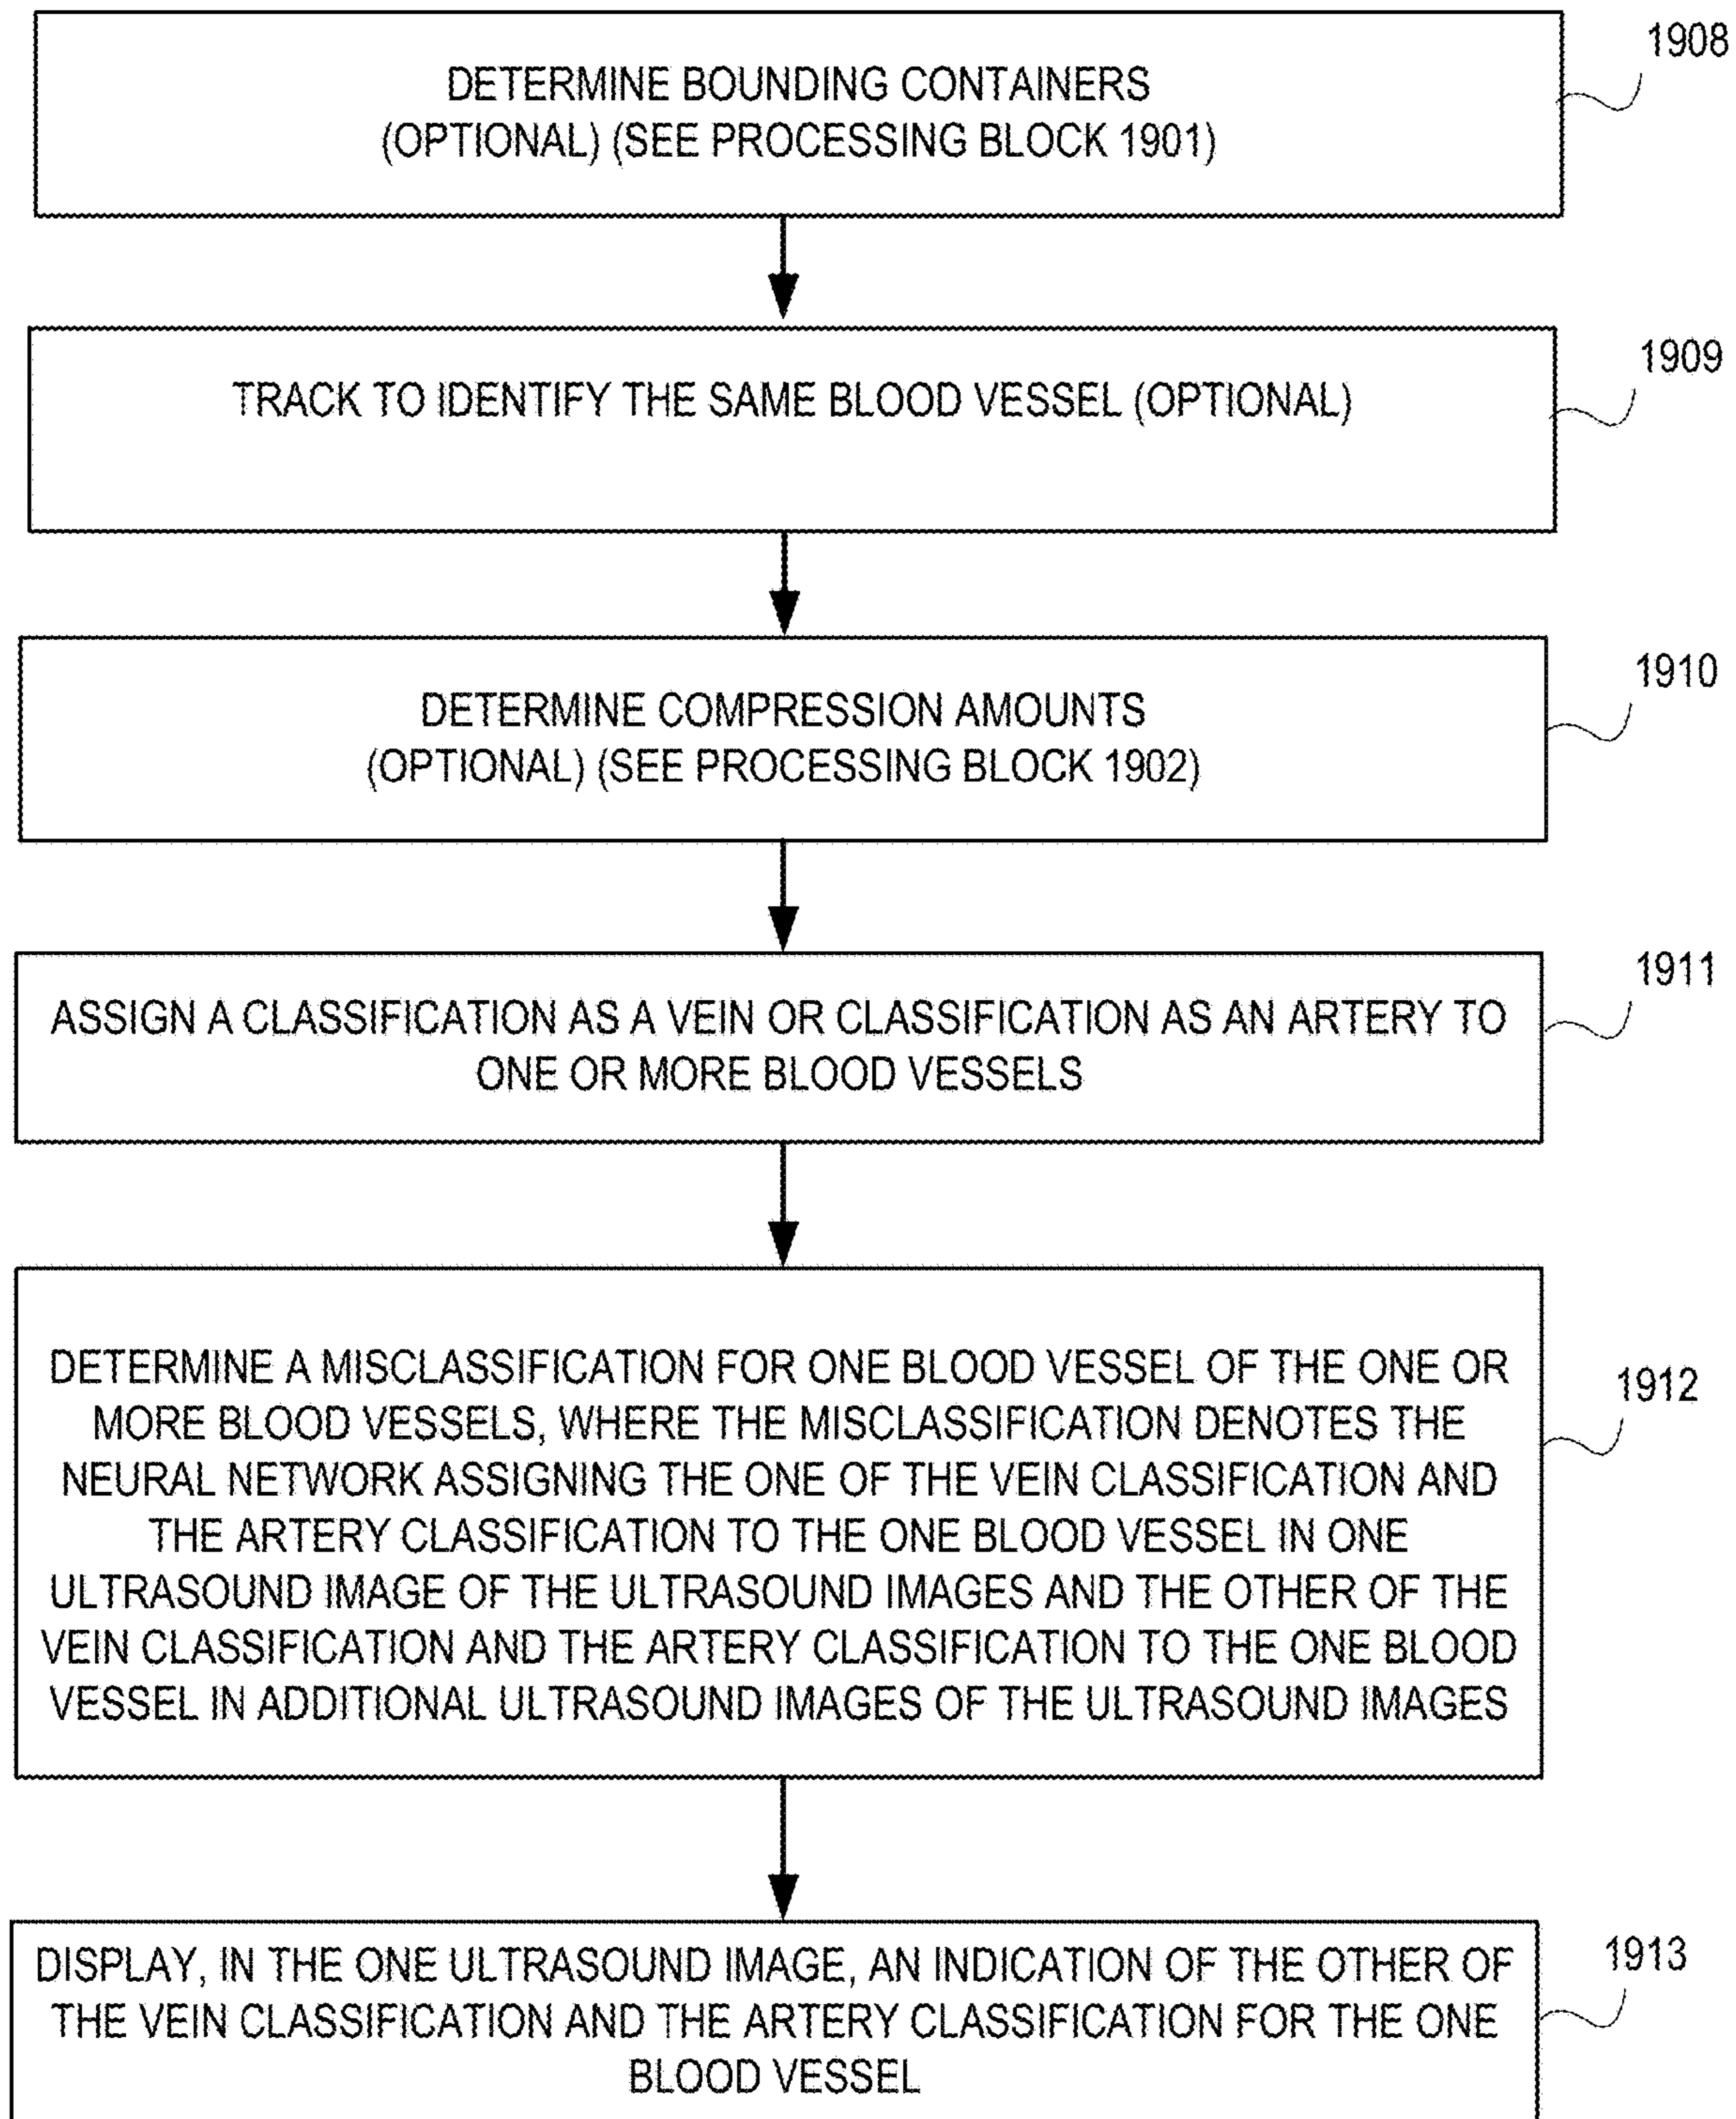 1908
DETERMINE BOUNDING CONTAINERS
(OPTIONAL) (SEE PROCESSING BLOCK 1901)
1909
TRACK TO IDENTIFY THE SAME BLOOD VESSEL (OPTIONAL)
1910
DETERMINE COMPRESSION AMOUNTS
(OPTIONAL) (SEE PROCESSING BLOCK 1902)
1911
ASSIGN A CLASSIFICATION AS A VEIN OR CLASSIFICATION AS AN ARTERY TO
ONE OR MORE BLOOD VESSELS
1912
DETERMINE A MISCLASSIFICATION FOR ONE BLOOD VESSEL OF THE ONE OR
MORE BLOOD VESSELS, WHERE THE MISCLASSIFICATION DENOTES THE
NEURAL NETWORK ASSIGNING THE ONE OF THE VEIN CLASSIFICATION AND
THE ARTERY CLASSIFICATION TO THE ONE BLOOD VESSEL IN ONE
ULTRASOUND IMAGE OF THE ULTRASOUND IMAGES AND THE OTHER OF THE
VEIN CLASSIFICATION AND THE ARTERY CLASSIFICATION TO THE ONE BLOOD
VESSEL IN ADDITIONAL ULTRASOUND IMAGES OF THE ULTRASOUND IMAGES
1913
DISPLAY, IN THE ONE ULTRASOUND IMAGE, AN INDICATION OF THE OTHER OF
THE VEIN CLASSIFICATION AND THE ARTERY CLASSIFICATION FOR THE ONE
BLOOD VESSEL